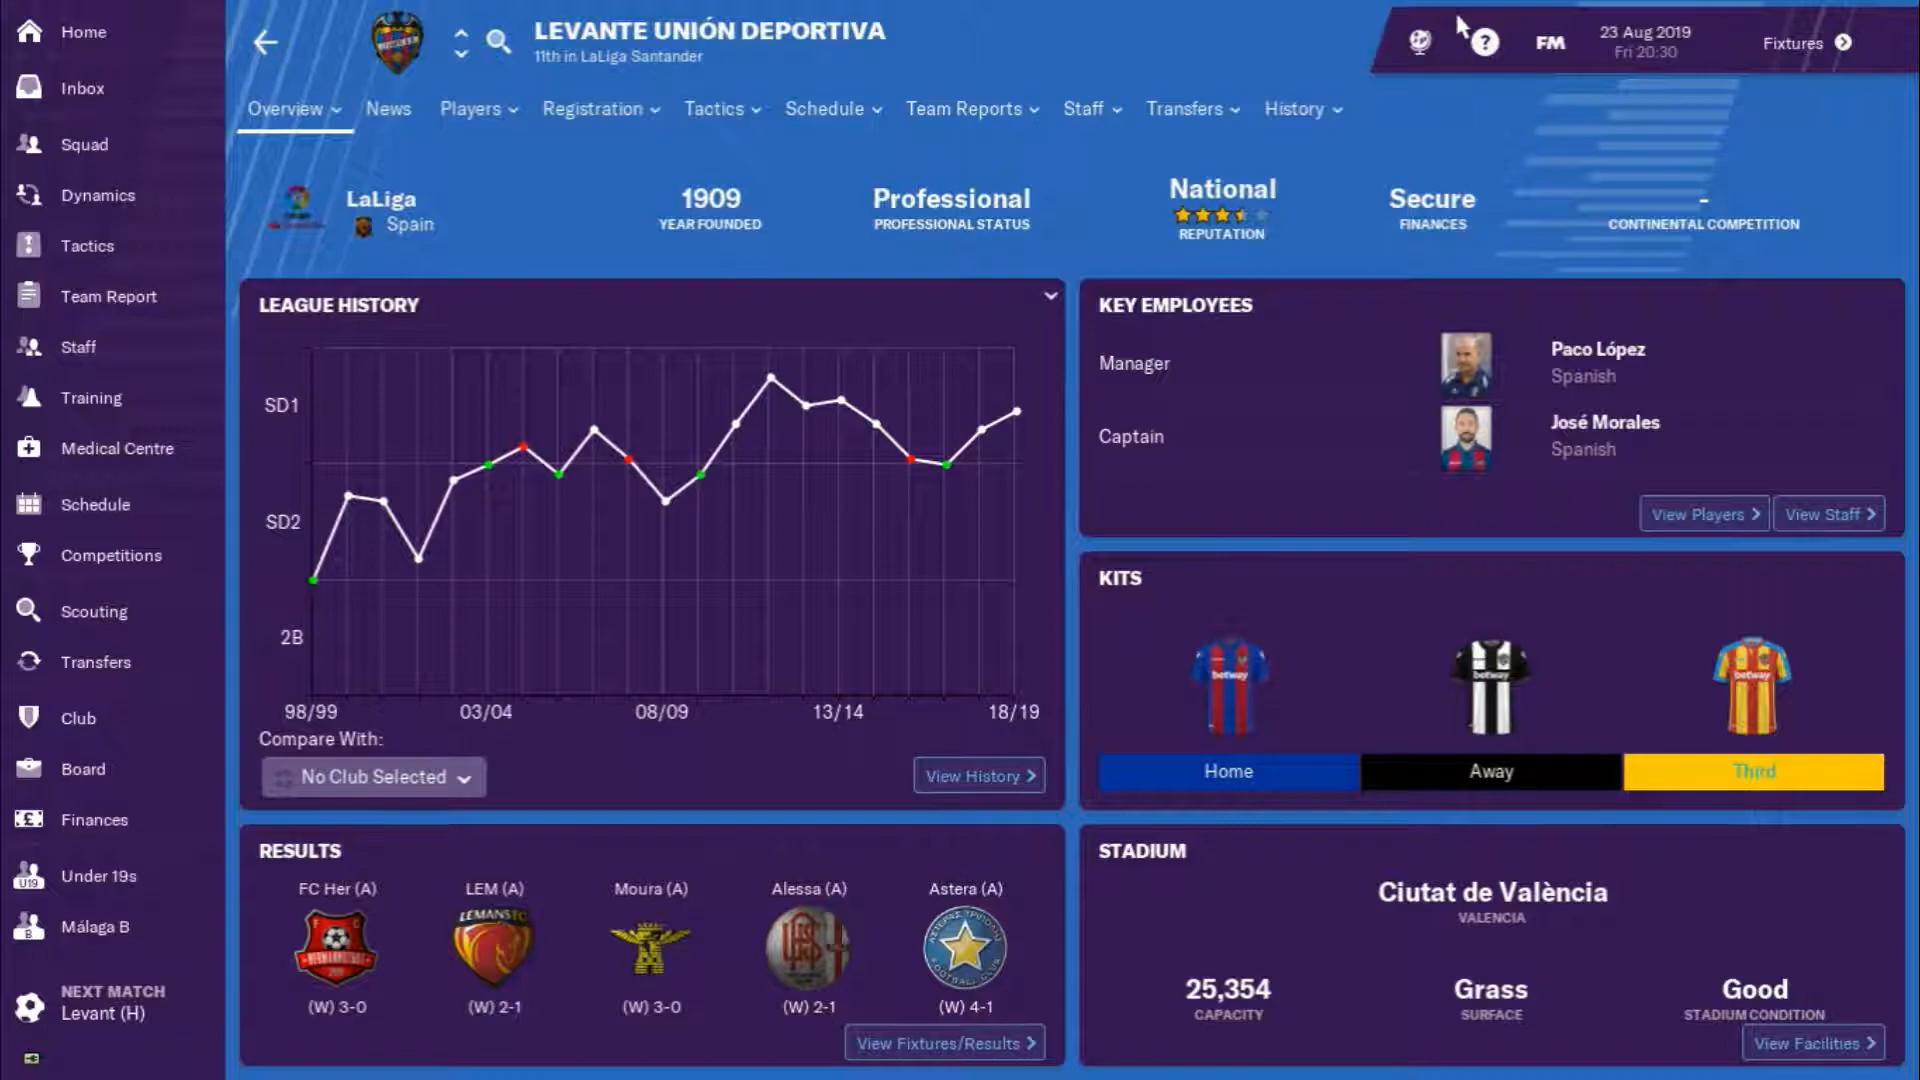 Home
Inbox
Squad
Dynamics
Tactics
Team Report
Staff
Training
Medical Centre
Schedule
Competitions
Scouting
Transfers
Club
Board
Finances
U19
Under 19s
B
Málaga B
NEXT MATCH
Levant (H)
LEVANTE UNIÓN DEPORTIVA
11th in LaLiga Santander
?
FM
23 Aug 2019
Fri 20:30
Fixtures
Overview News Players Registration Tactics Schedule Team Reports Staff Transfers History
LaLiga
Spain
1909
YEAR FOUNDED
Professional
PROFESSIONAL STATUS
National
REPUTATION
Secure
FINANCES
-
CONTINENTAL COMPETITION
LEAGUE HISTORY
SD1
SD2
2B
98/99 03/04 08/09 13/14 18/19
Compare With:
No Club Selected
View History
KEY EMPLOYEES
Manager
Paco López
Spanish
Captain
José Morales
Spanish
View Players
View Staff
KITS
betway
betway
betway
Home
Away
Third
RESULTS
FC Her (A) LEM (A) Moura (A) Alessa (A) Astera (A)
LEMANS FC
(W) 3-0 (W) 2-1 (W) 3-0 (W) 2-1 (W) 4-1
View Fixtures/Results
STADIUM
Ciutat de València
VALENCIA
25,354
CAPACITY
Grass
SURFACE
Good
STADIUM CONDITION
View Facilities